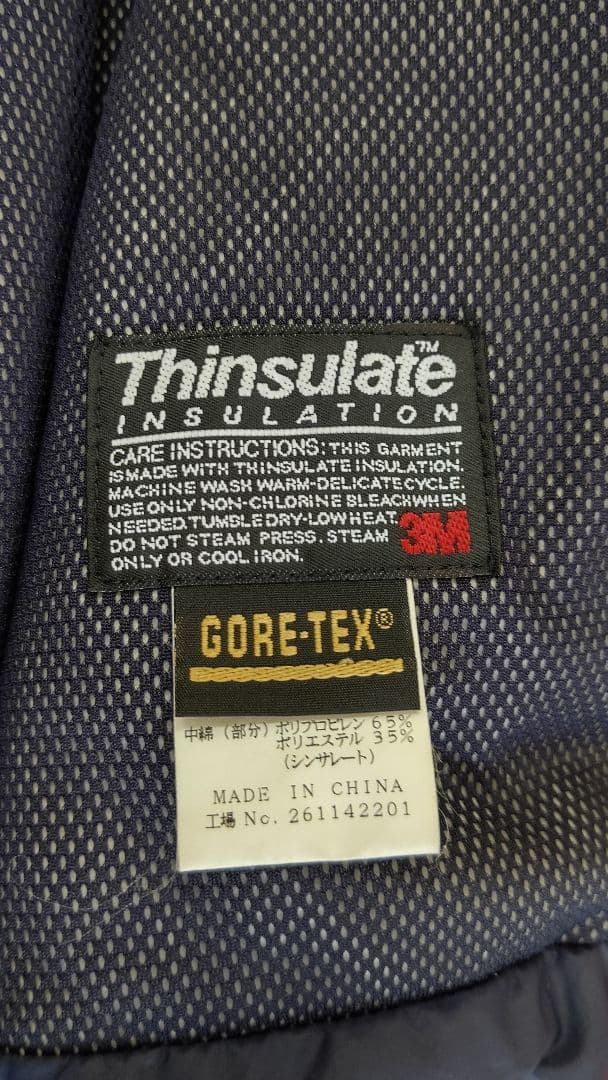 Thinsulate™
INSULATION
CARE INSTRUCTIONS: THIS GARMENT
IS MADE WITH THINSULATE INSULATION.
MACHINE WASH WARM-DELICATE CYCLE.
USE ONLY NON-CHLORINE BLEACH WHEN
NEEDED. TUMBLE DRY-LOW HEAT.
DO NOT STEAM PRESS. STEAM
ONLY OR COOL IRON.
3M
GORE-TEX®
中綿（部分）ポリプロピレン 65%
ポリエステル 35%
(シンサレート)
MADE IN CHINA
工場 No. 261142201